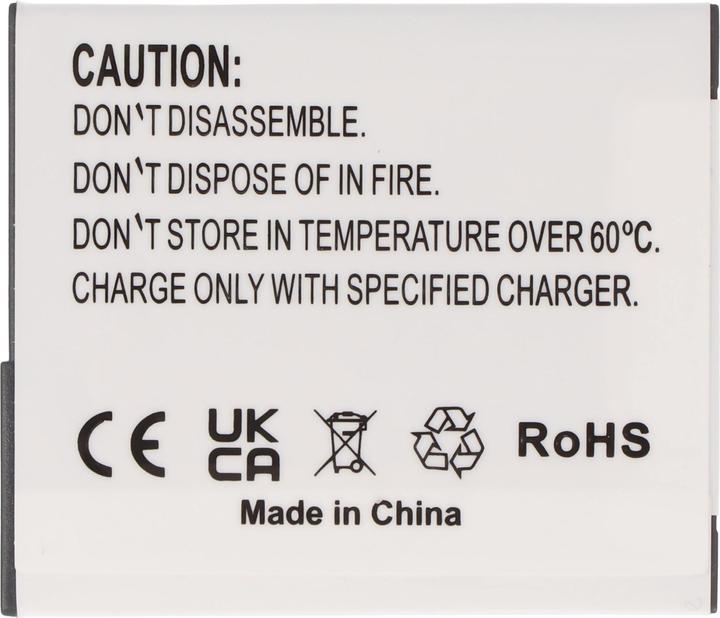 CAUTION:
DON`T DISASSEMBLE.
DON`T DISPOSE OF IN FIRE.
DON`T STORE IN TEMPERATURE OVER 60ºC.
CHARGE ONLY WITH SPECIFIED CHARGER.
CE UK CA RoHS
Made in China